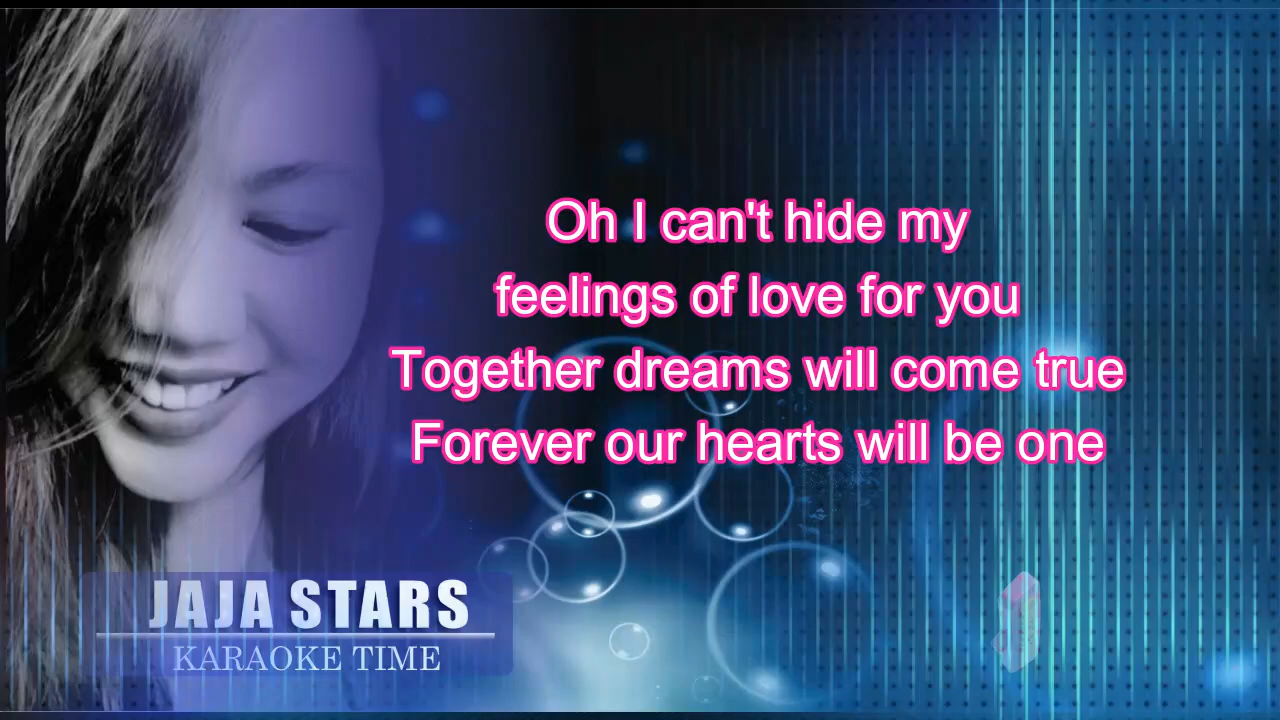 Oh I can't hide my
feelings of love for you
Together dreams will come true
Forever our hearts will be one
JAJA STARS
KARAOKE TIME